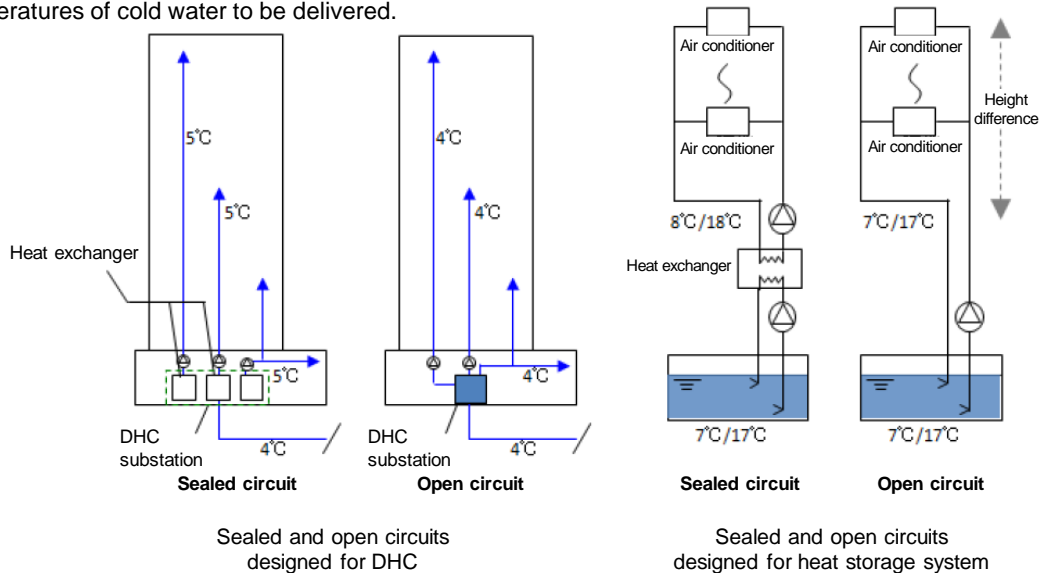 eratures of cold water to be delivered.
5℃
5℃
Heat exchanger
5℃
DHC
substation
4℃
Sealed circuit
4℃
4℃
4℃
DHC
substation
4℃
Open circuit
Sealed and open circuits
designed for DHC
Air conditioner
Air conditioner
8℃/18℃
Heat exchanger
7℃/17℃
Sealed circuit
Air conditioner
Height
difference
Air conditioner
7℃/17℃
7℃/17℃
Open circuit
Sealed and open circuits
designed for heat storage system